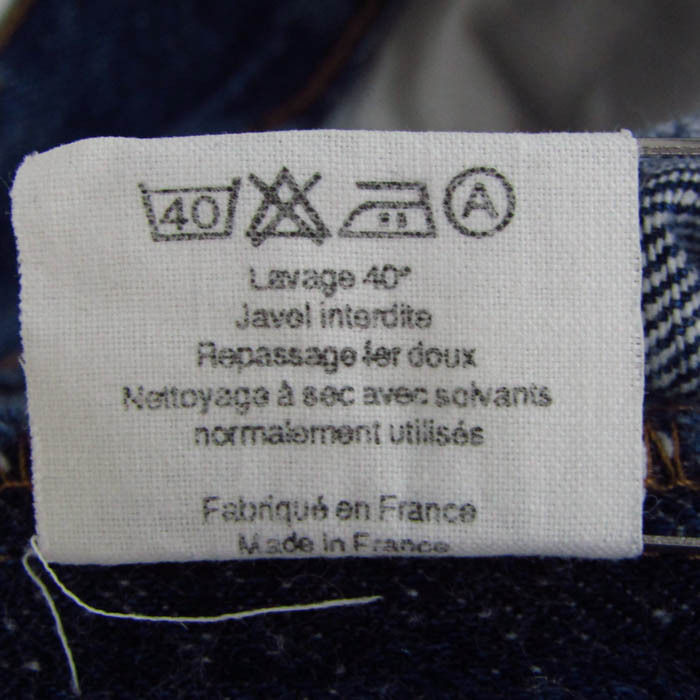 40 A
Lavage 40°
Javel interdite
Repassage fer doux
Nettoyage à sec avec solvants
normalement utilisés
Fabriqué en France
Made in France